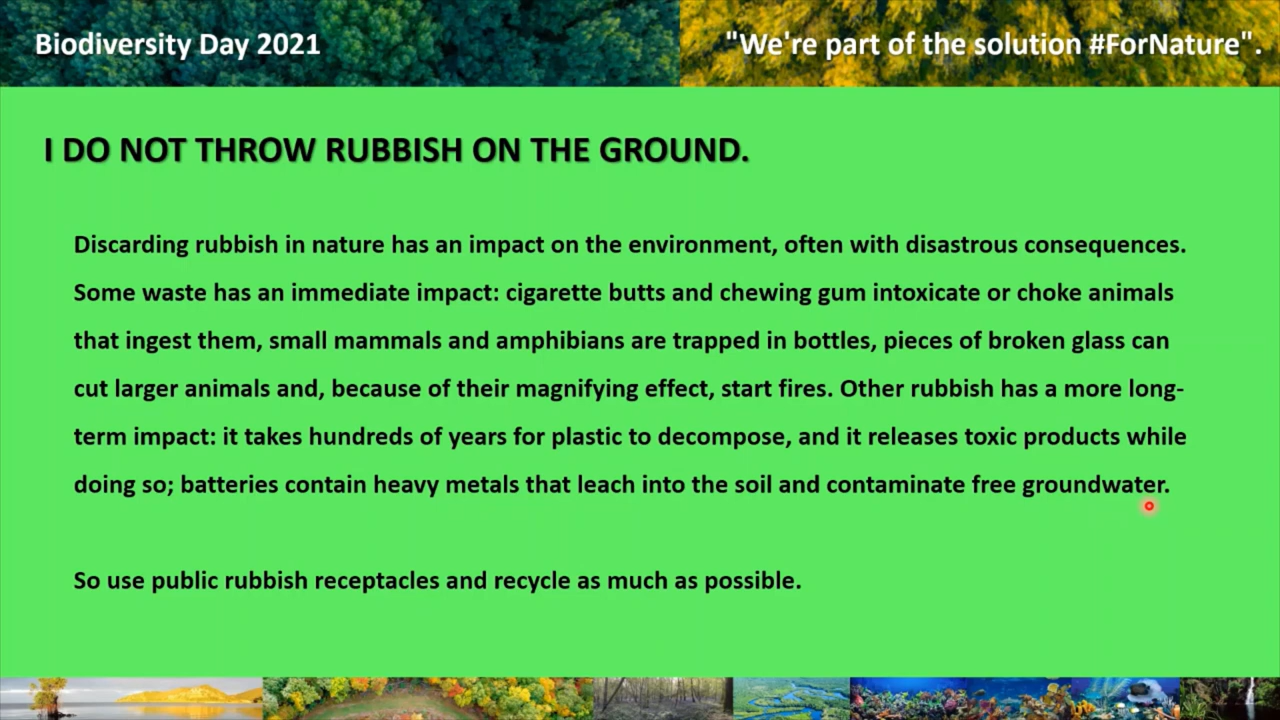 Biodiversity Day 2021
"We're part of the solution #ForNature".
I DO NOT THROW RUBBISH ON THE GROUND.
Discarding rubbish in nature has an impact on the environment, often with disastrous consequences.
Some waste has an immediate impact: cigarette butts and chewing gum intoxicate or choke animals
that ingest them, small mammals and amphibians are trapped in bottles, pieces of broken glass can
cut larger animals and, because of their magnifying effect, start fires. Other rubbish has a more long-
term impact: it takes hundreds of years for plastic to decompose, and it releases toxic products while
doing so; batteries contain heavy metals that leach into the soil and contaminate free groundwater.
So use public rubbish receptacles and recycle as much as possible.